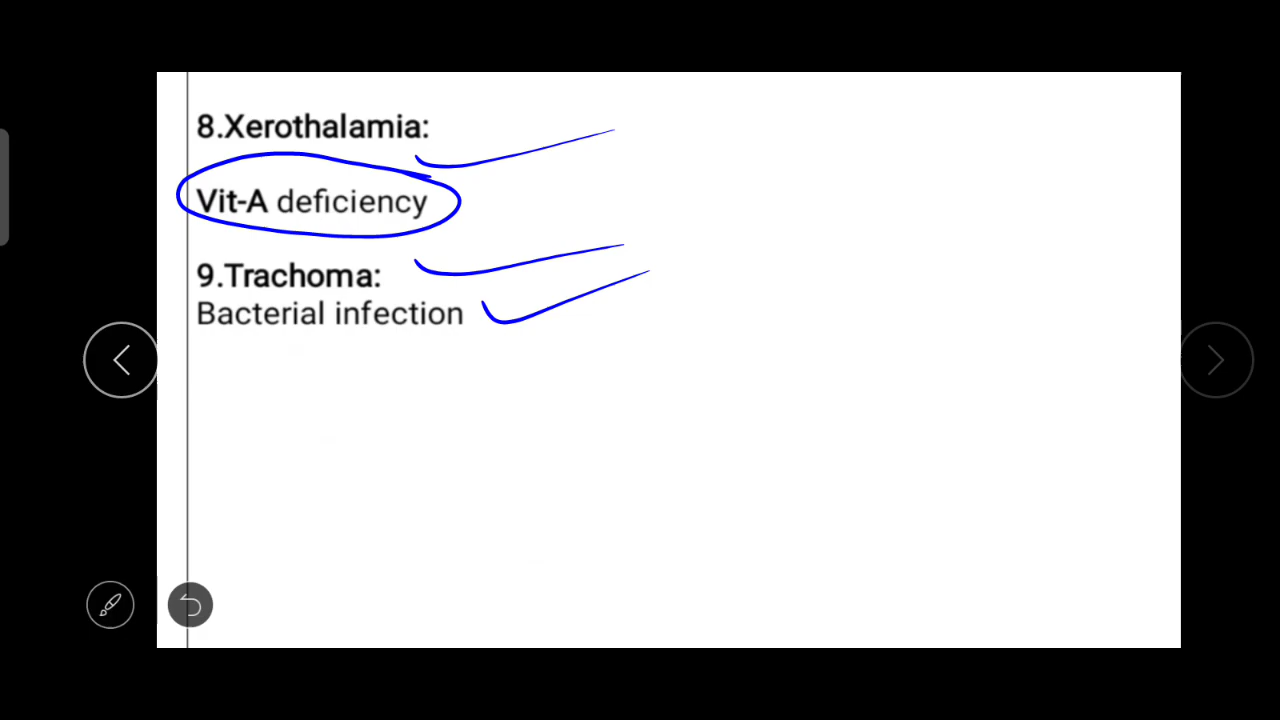 8.Xerothalamia:
Vit-A deficiency
9.Trachoma:
Bacterial infection